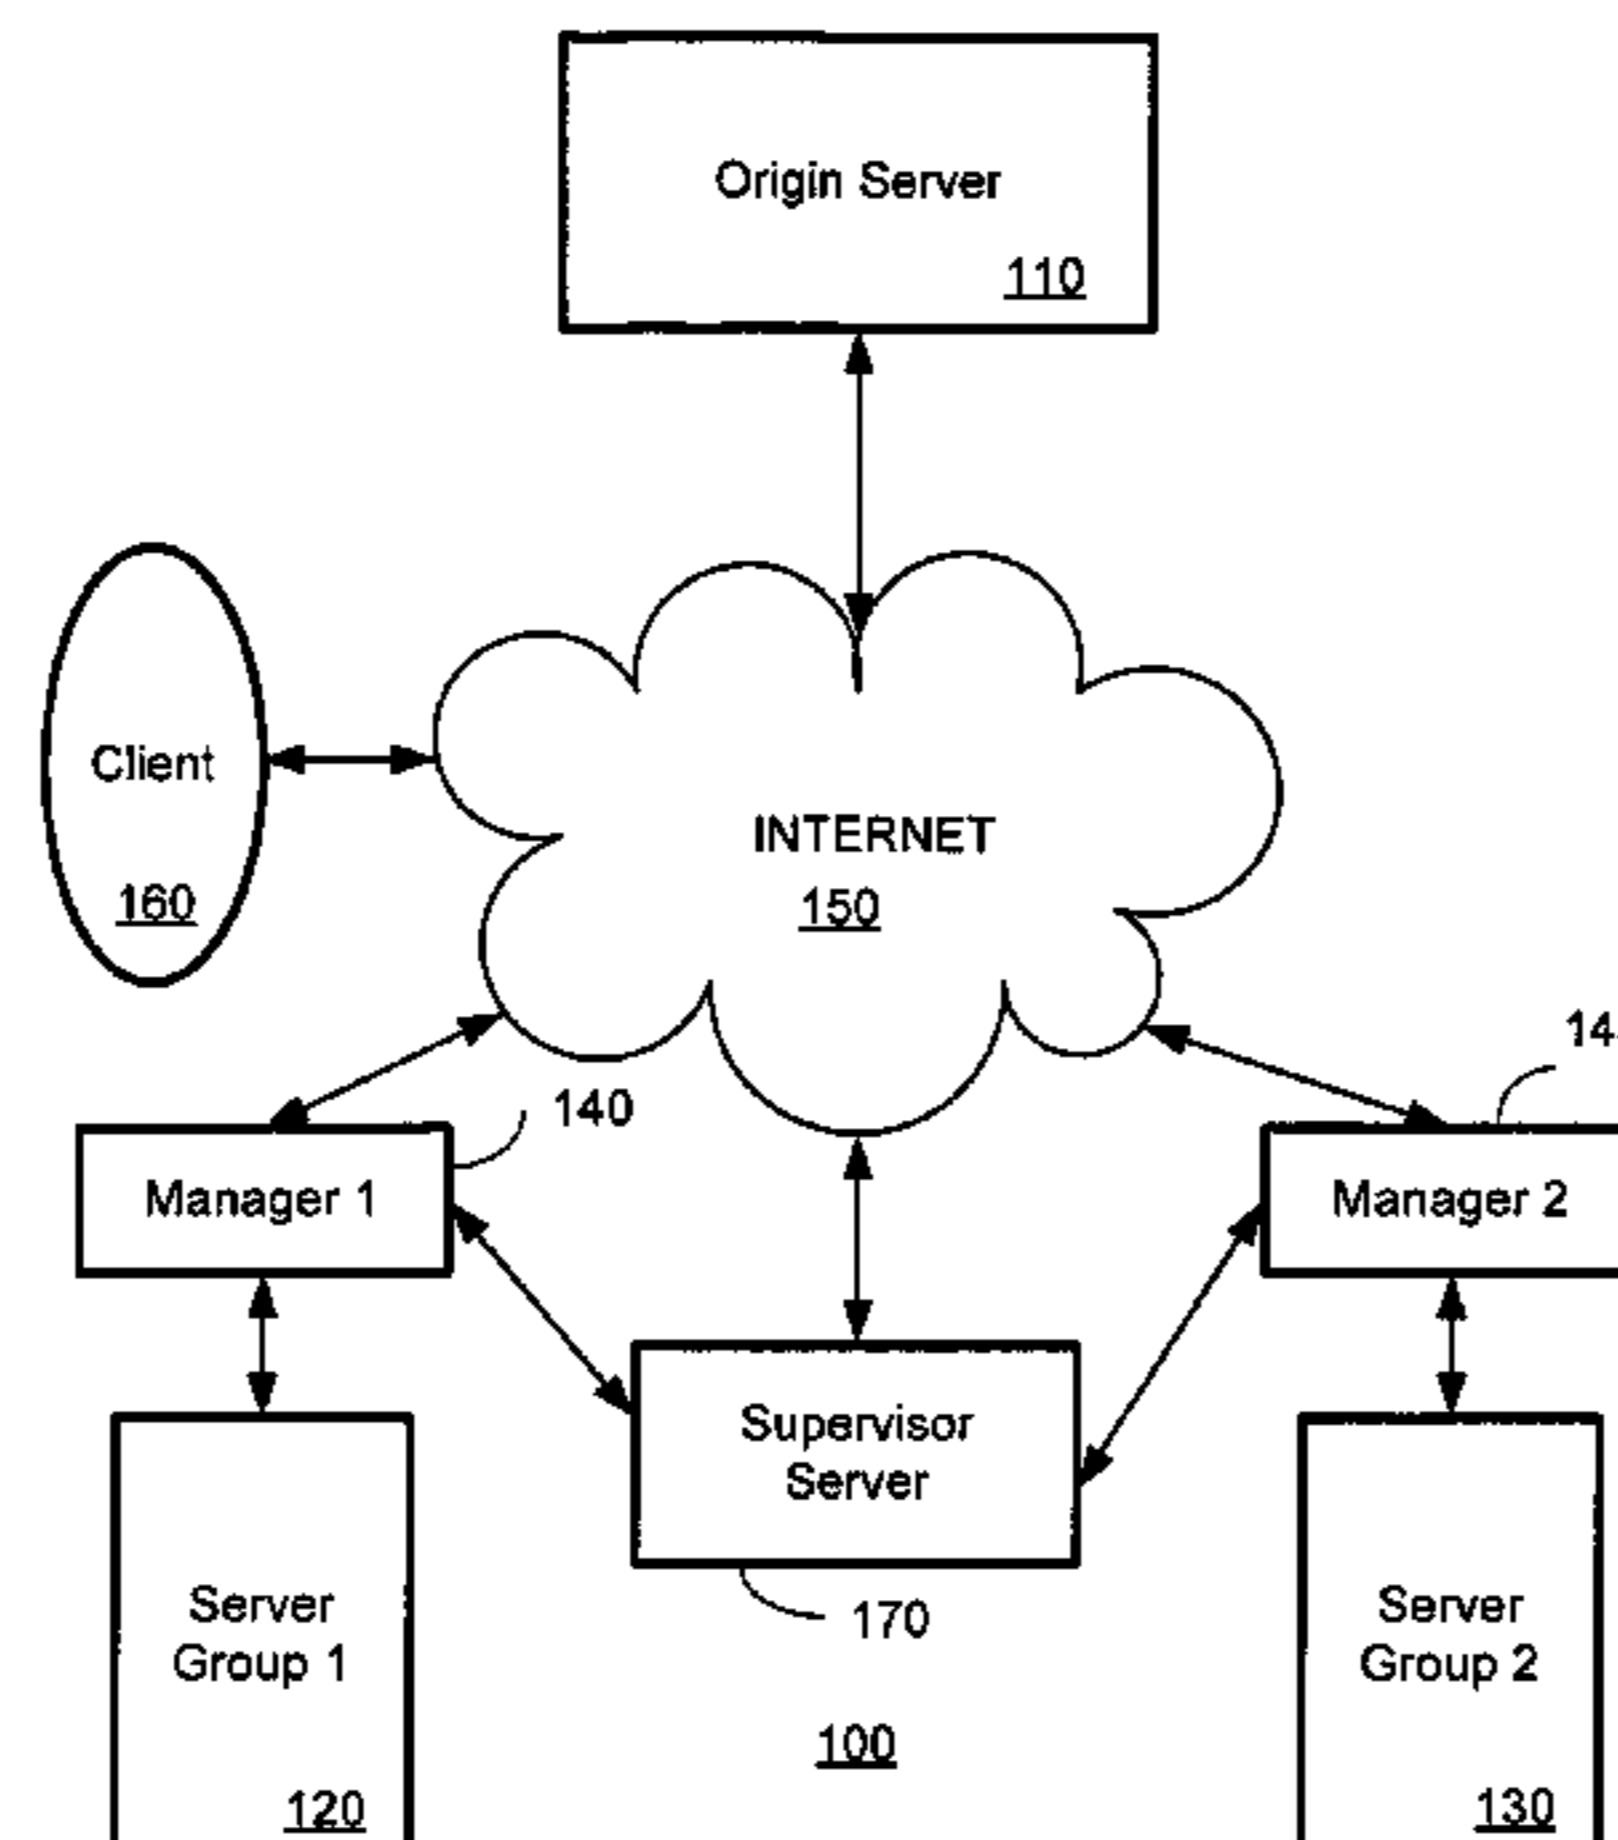 Origin Server
110
Client
160
INTERNET
150
140
Manager 1
Manager 2
Supervisor
Server
170
Server
Group 1
120
Server
Group 2
130
100